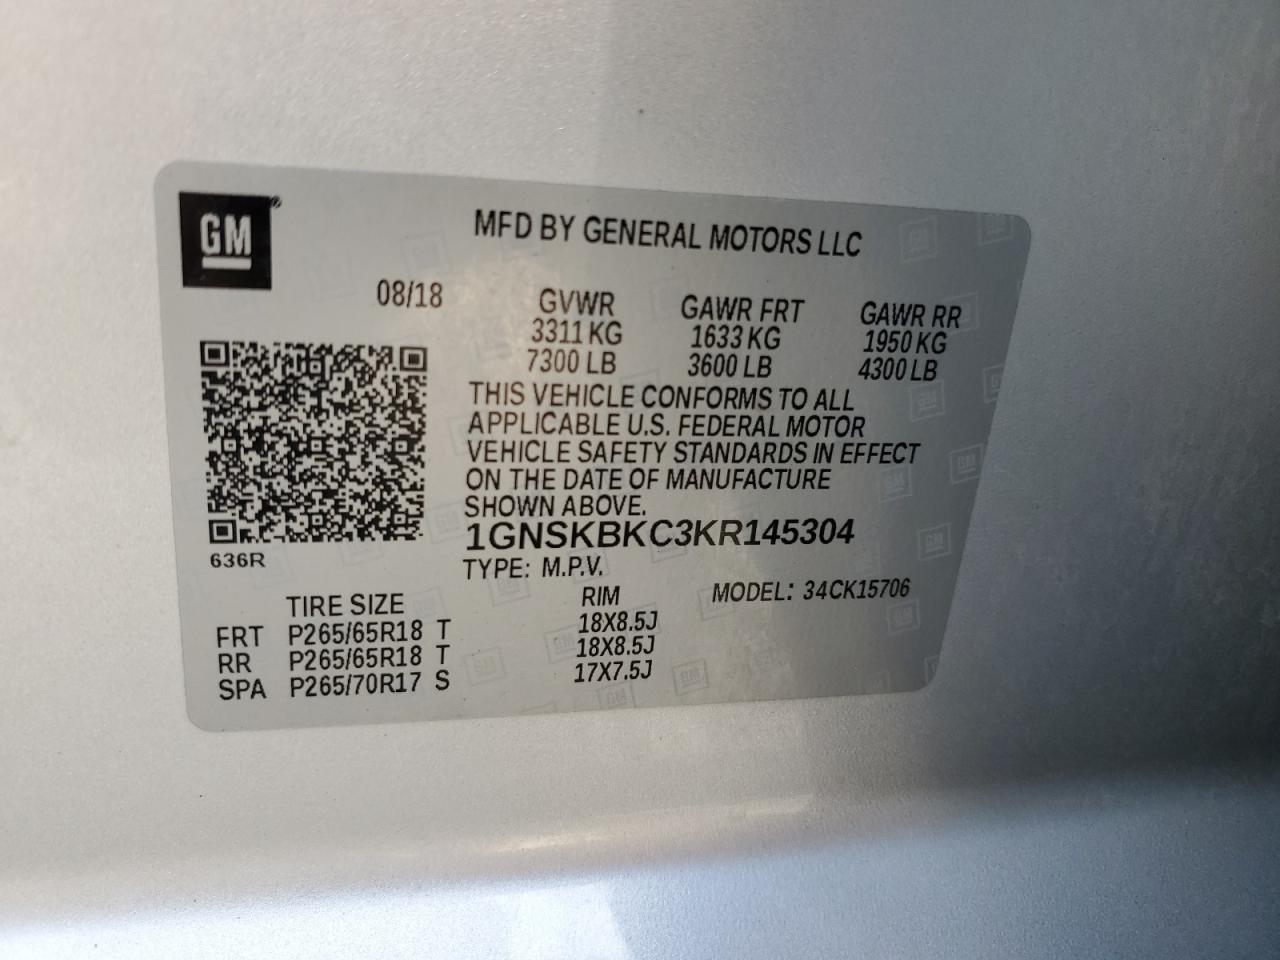 GM
MFD BY GENERAL MOTORS LLC
08/18 GVWR GAWR FRT GAWR RR
3311 KG 1633 KG 1950 KG
7300 LB 3600 LB 4300 LB
THIS VEHICLE CONFORMS TO ALL
APPLICABLE U.S. FEDERAL MOTOR
VEHICLE SAFETY STANDARDS IN EFFECT
ON THE DATE OF MANUFACTURE
SHOWN ABOVE.
1GNSKBKC3KR145304
636R
TYPE: M.P.V.
MODEL: 34CK15706
TIRE SIZE RIM
FRT P265/65R18 T 18X8.5J
RR P265/65R18 T 18X8.5J
SPA P265/70R17 S 17X7.5J